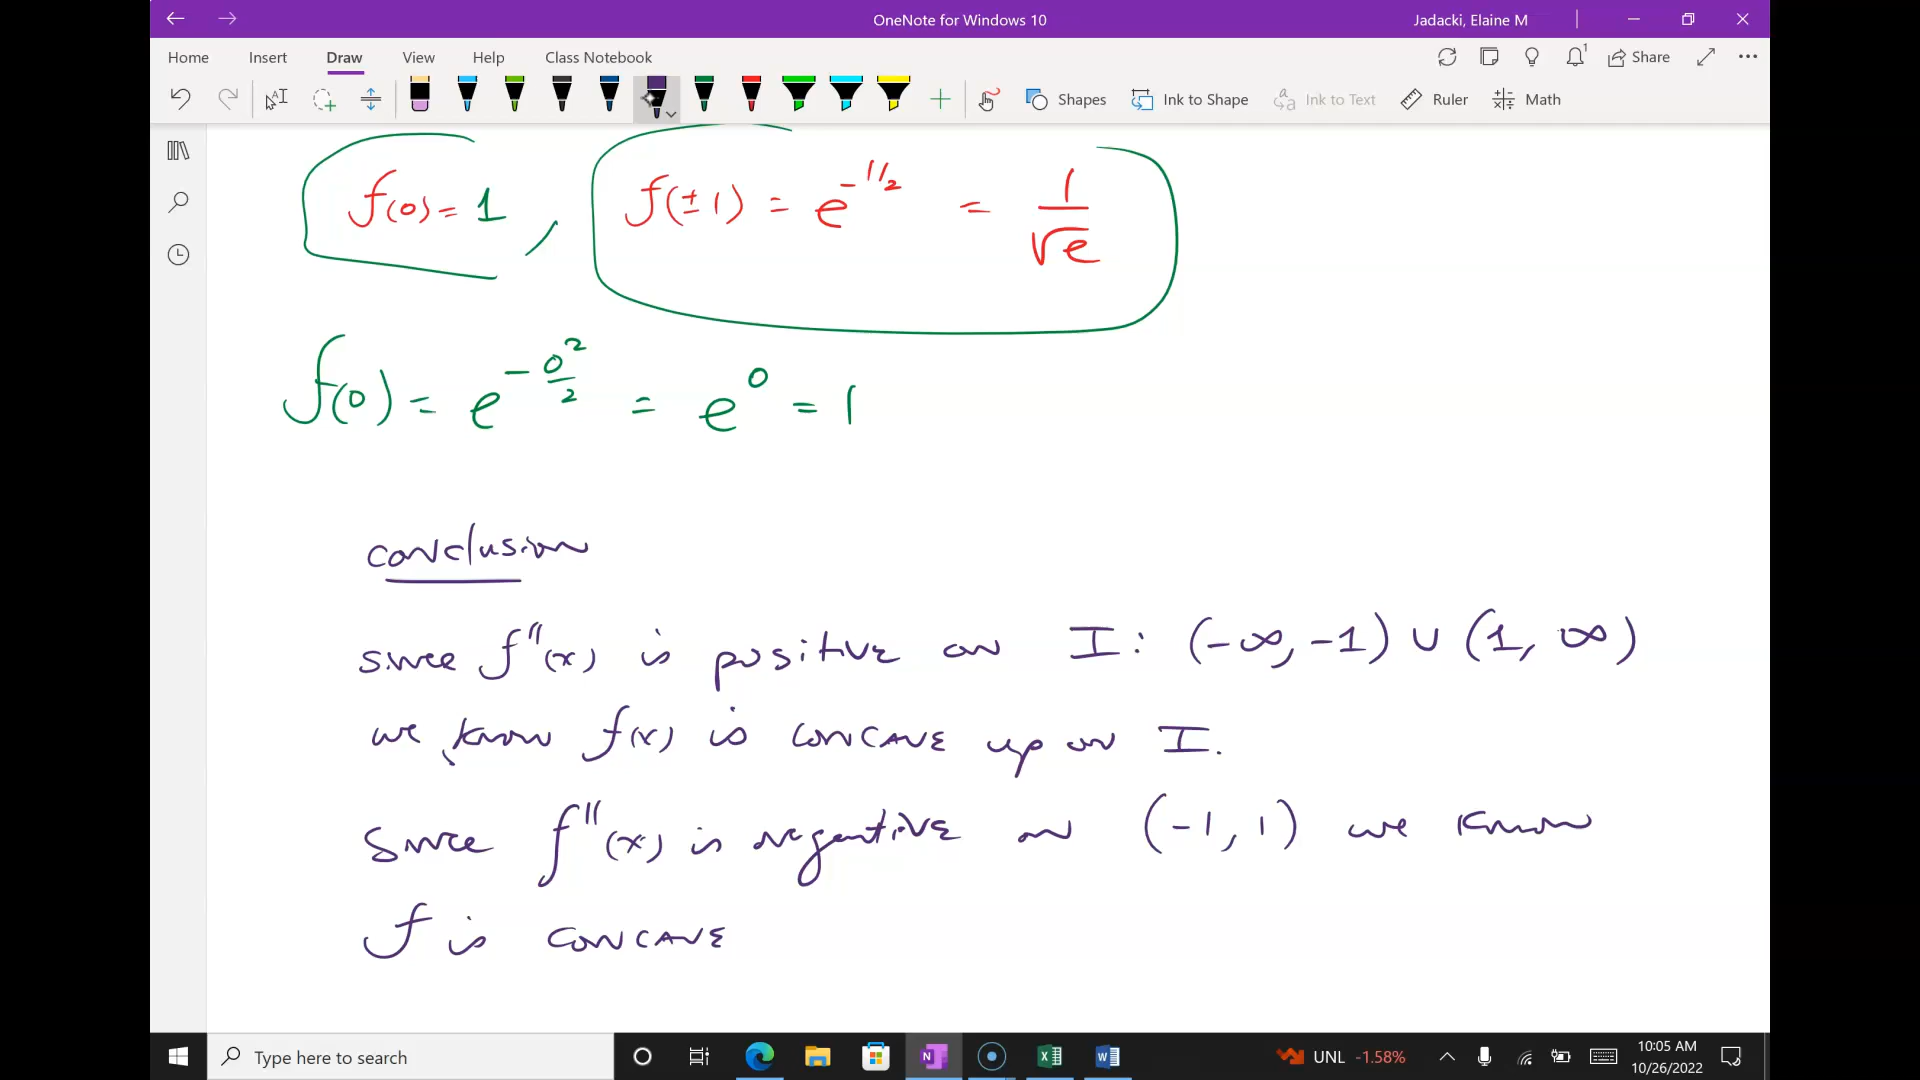 OneNote for Windows 10
Jadacki, Elaine M
Home Insert Draw View Help Class Notebook
1 Share
Shapes Ink to Shape Ink to Text Ruler Math
f(0) = 1 , f(±1) = e^{-1/2} = 1/√e
f(0) = e^{-0²/2} = e^0 = 1
conclusion
since f''(x) is positive on I: (-∞, -1) ∪ (1, ∞)
we know f(x) is concave up on I.
Since f''(x) is negative on (-1, 1) we know
f is concave
Type here to search
UNL -1.58%
10:05 AM
10/26/2022